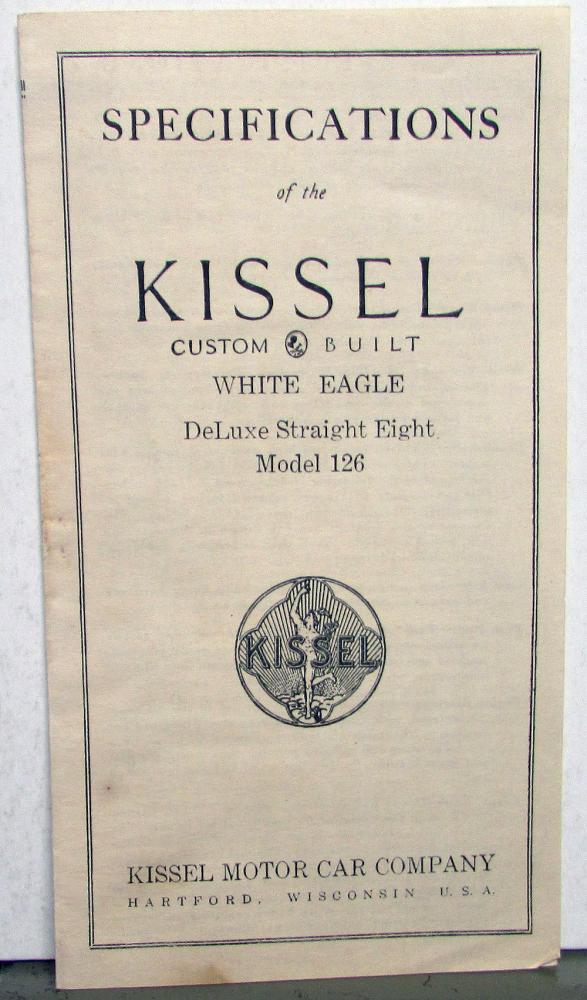 SPECIFICATIONS
of the
KISSEL
CUSTOM BUILT
WHITE EAGLE
DeLuxe Straight Eight
Model 126
KISSEL
KISSEL MOTOR CAR COMPANY
HARTFORD, WISCONSIN U. S. A.